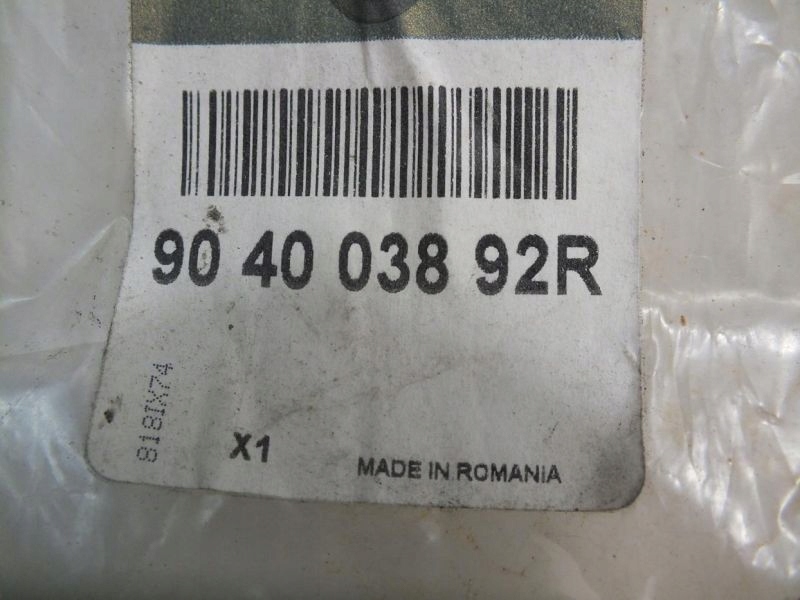 90 40 038 92R
818IX74
X1
MADE IN ROMANIA